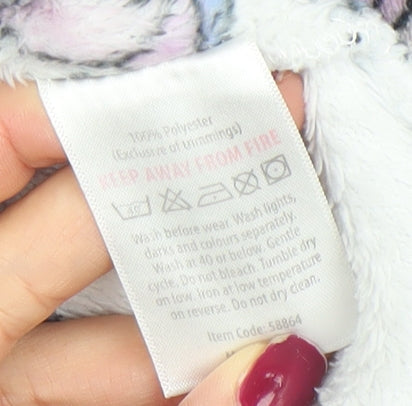 100% Polyester
(Exclusive of trimmings)
KEEP AWAY FROM FIRE
40
Wash before wear. Wash lights,
darks and colours separately.
Wash at 40 or below. Gentle
cycle. Do not bleach. Tumble dry
on low. Iron at low temperature
on reverse. Do not dry clean.
Item Code: 58864